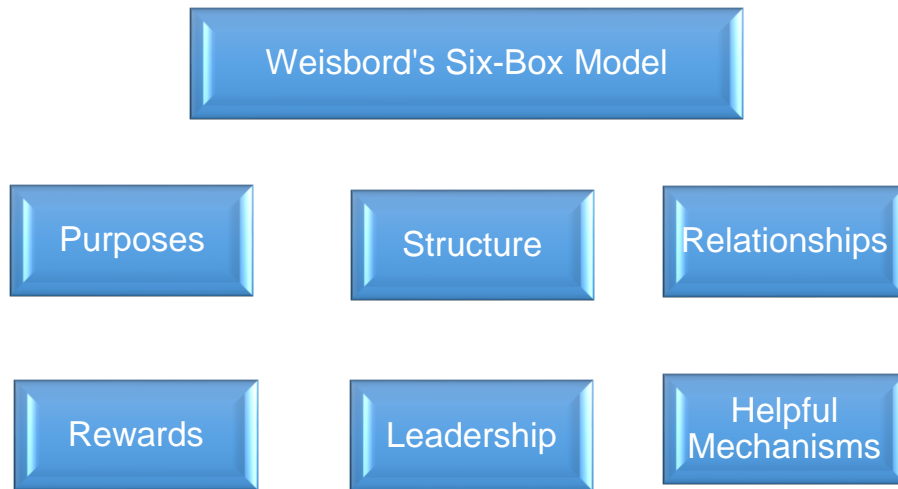 Weisbord's Six-Box Model
Purposes
Structure
Relationships
Rewards
Leadership
Helpful
Mechanisms